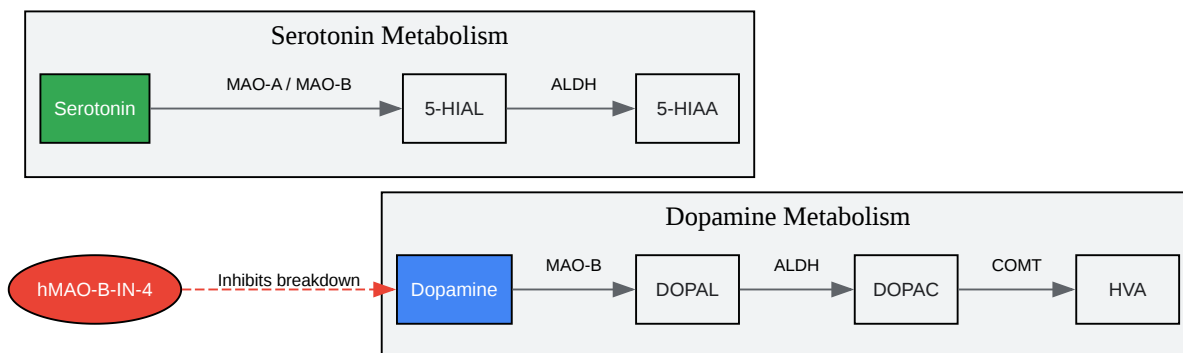 Serotonin Metabolism
MAO-A / MAO-B
ALDH
Serotonin
5-HIAL
5-HIAA
Dopamine Metabolism
MAO-B
ALDH
COMT
hMAO-B-IN-4
Inhibits breakdown
Dopamine
DOPAL
DOPAC
HVA